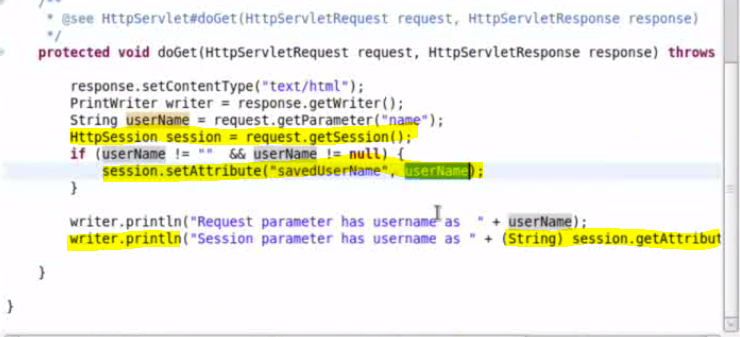 /**
* @see HttpServlet#doGet(HttpServletRequest request, HttpServletResponse response)
*/
protected void doGet(HttpServletRequest request, HttpServletResponse response) throws
response.setContentType("text/html");
PrintWriter writer = response.getWriter();
String userName = request.getParameter("name");
HttpSession session = request.getSession();
if (userName != "" && userName != null) {
session.setAttribute("savedUserName", userName);
}
writer.println("Request parameter has username as " + userName);
writer.println("Session parameter has username as " + (String) session.getAttribut
}
}